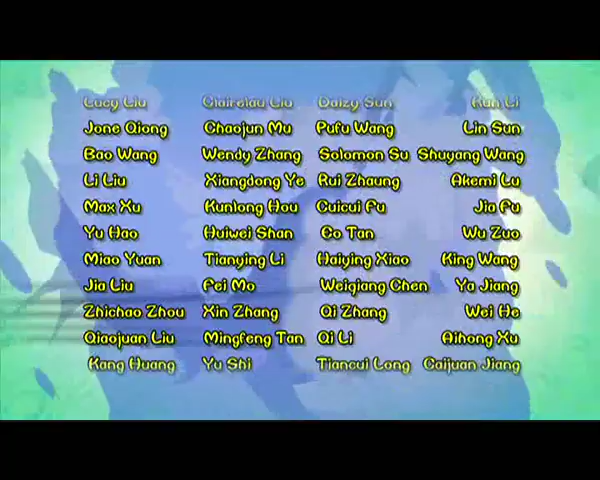 Lucy Liu Clairelau Liu Daizy Sun Kun Li
Jone Qiong Chaojun Mu Pufu Wang Lin Sun
Bao Wang Wendy Zhang Solomon Su Shuyang Wang
Li Liu Xiangdong Ye Rui Zhaung Akemi Lu
Max Xu Kunlong Hou Cuicui Fu Jia Fu
Yu Hao Huiwei Shan Bo Tan Wu Zuo
Miao Yuan Tianying Li Haiying Xiao King Wang
Jia Liu Fei Mo Weiqiang Chen Ya Jiang
Zhichao Zhou Xin Zhang Qi Zhang Wei He
Qiaojuan Liu Mingfeng Tan Qi Li Aihong Xu
Kang Huang Yu Shi Tiancui Long Caijuan Jiang